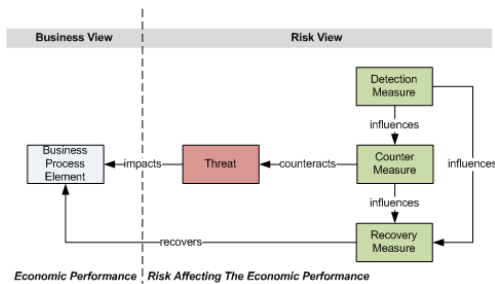 Business View
Risk View
Detection
Measure
influences
Business
Process
Element
impacts
Threat
counteracts
Counter
Measure
influences
influences
Recovery
Measure
recovers
Economic Performance
Risk Affecting The Economic Performance